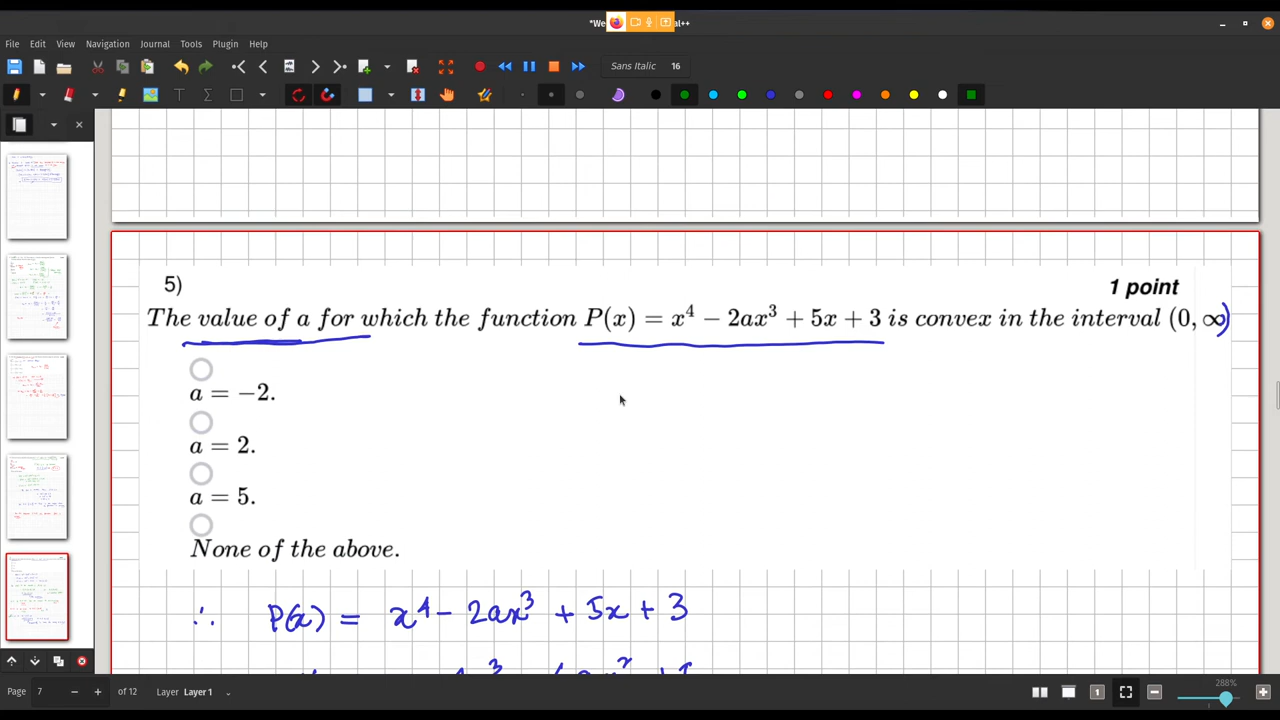 *We
al++
File Edit View Navigation Journal Tools Plugin Help
Sans Italic 16
5)
1 point
The value of a for which the function P(x) = x⁴ − 2ax³ + 5x + 3 is convex in the interval (0, ∞)
a = −2.
a = 2.
a = 5.
None of the above.
∴ P(x) = x⁴ − 2ax³ + 5x + 3
Page 7 of 12 Layer Layer 1
288%